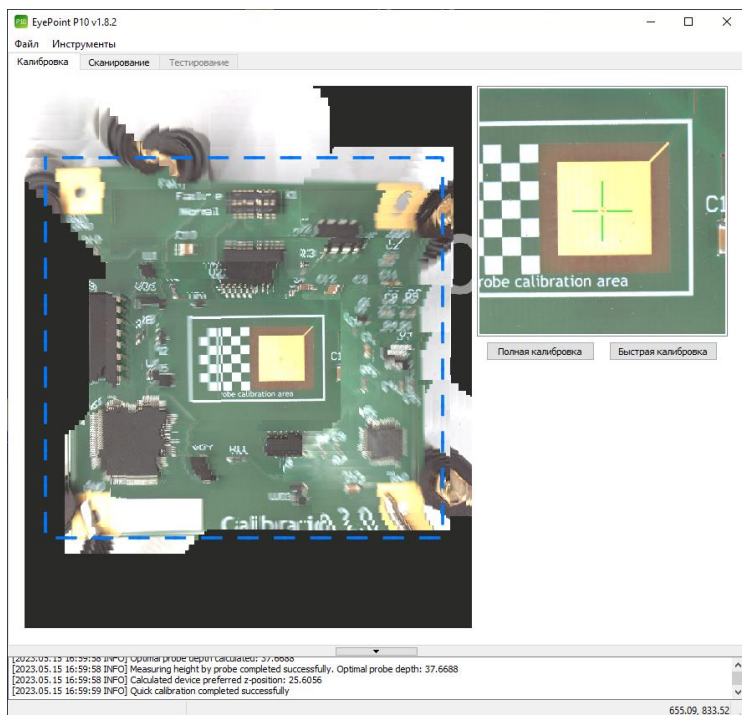 EyePoint P10 v1.8.2
Файл Инструменты
Калибровка Сканирование Тестирование
Failure
Normal
C1
robe calibration area
C1
robe calibration area
Полная калибровка Быстрая калибровка
[2023.05.15 16:59:58 INFO] Optimal probe depth calculated: 37.6688
[2023.05.15 16:59:58 INFO] Measuring height by probe completed successfully. Optimal probe depth: 37.6688
[2023.05.15 16:59:58 INFO] Calculated device preferred z-position: 25.6056
[2023.05.15 16:59:59 INFO] Quick calibration completed successfully
655.09, 833.52